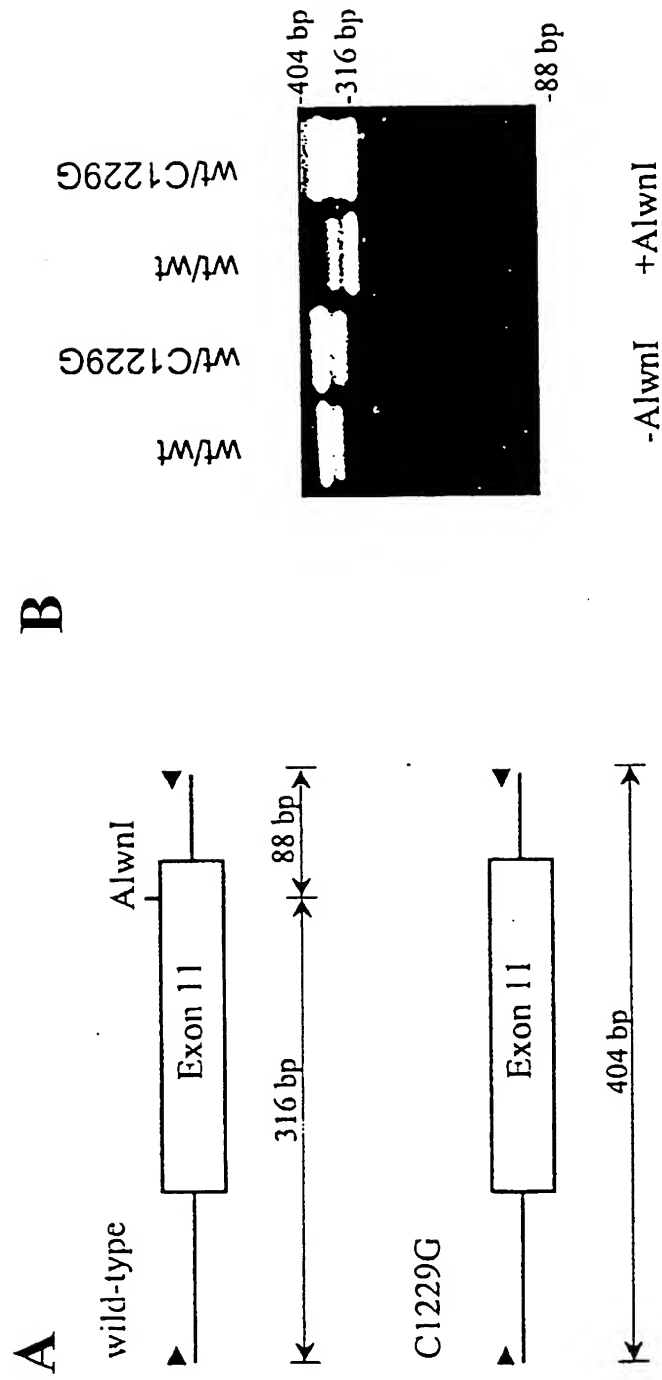 A
wild-type
AlwnI
Exon 11
316 bp
88 bp
C1229G
Exon 11
404 bp
B
wt/wt
wt/C1229G
wt/wt
wt/C1229G
-404 bp
-316 bp
-88 bp
-AlwnI
+AlwnI